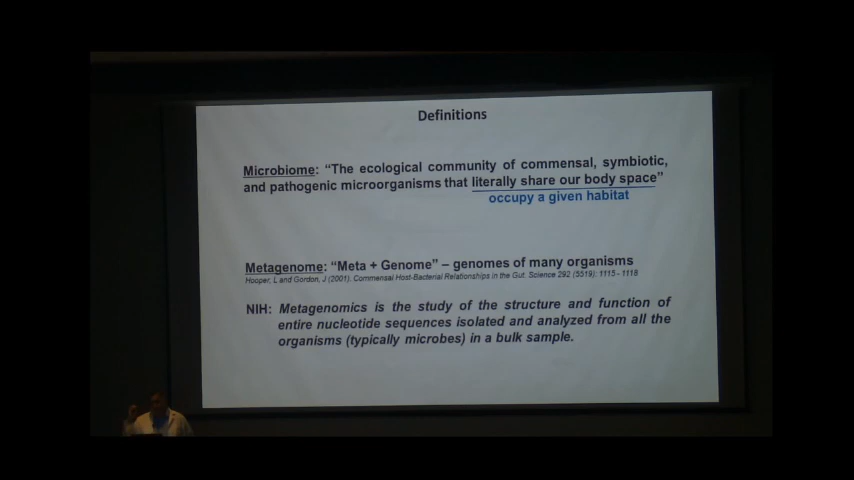 Definitions
Microbiome: “The ecological community of commensal, symbiotic,
and pathogenic microorganisms that literally share our body space”
occupy a given habitat
Metagenome: “Meta + Genome” – genomes of many organisms
Hooper, L and Gordon, J (2001). Commensal Host-Bacterial Relationships in the Gut. Science 292 (5519): 1115- 1118
NIH: Metagenomics is the study of the structure and function of
entire nucleotide sequences isolated and analyzed from all the
organisms (typically microbes) in a bulk sample.